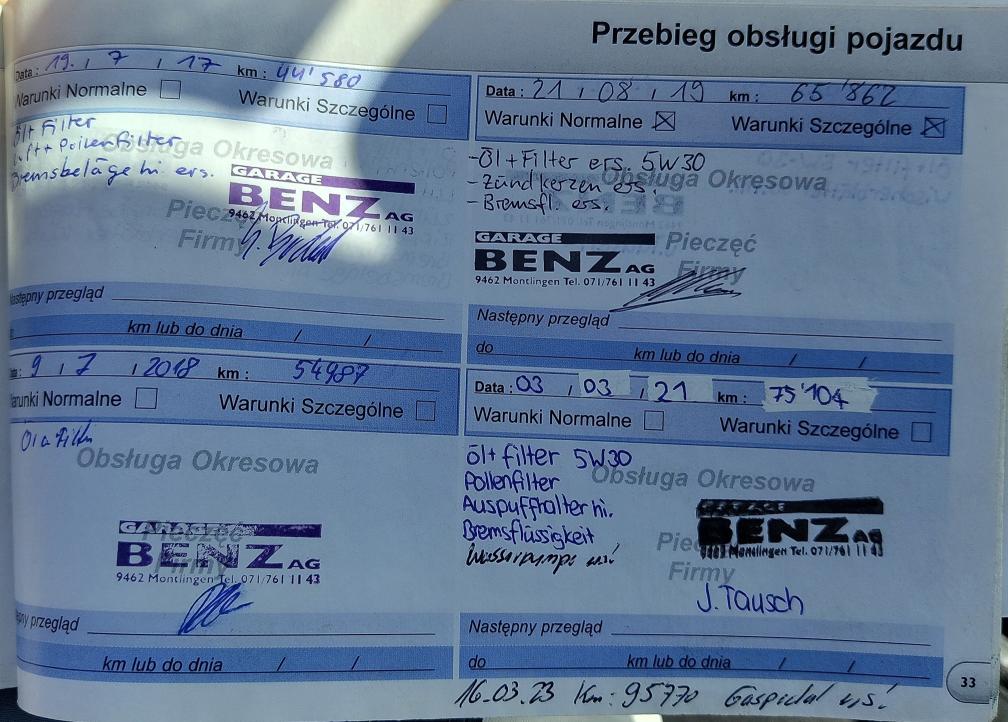 Przebieg obsługi pojazdu
Data: 19. / 7 / 17 km: 44'580
Warunki Normalne Warunki Szczególne
Öl + Filter
Luft + Pollenfilter
Bremsbeläge hi. ers.
Obsługa Okresowa
GARAGE
BENZ AG
9462 Montlingen Tel. 071/761 11 43
Pieczęć
Firmy
Następny przegląd
do km lub do dnia / /
Data: 21 / 08 / 19 km: 65'862
Warunki Normalne Warunki Szczególne
- Öl + Filter ers. 5W30
- Zündkerzen ers.
- Bremsfl. ers.
Obsługa Okresowa
GARAGE
BENZ AG
9462 Montlingen Tel. 071/761 11 43
Pieczęć
Firmy
Następny przegląd
do km lub do dnia / /
9 / 7 / 2018 km: 54987
Warunki Normalne Warunki Szczególne
Öl a Filter
Obsługa Okresowa
GARAGE
BENZ AG
9462 Montlingen Tel. 071/761 11 43
Pieczęć
Firmy
Następny przegląd
km lub do dnia / /
Data: 03 / 03 / 21 km: 75'104
Warunki Normalne Warunki Szczególne
Öl + Filter 5W30
Pollenfilter
Auspuffhalter hi.
Bremsflüssigkeit
Wasserpumpe
Obsługa Okresowa
GARAGE
BENZ AG
9462 Montlingen Tel. 071/761 11 43
Pieczęć
Firmy
J. Tausch
Następny przegląd
do km lub do dnia / /
16.03.23 Km: 95770 Gaspedal
33